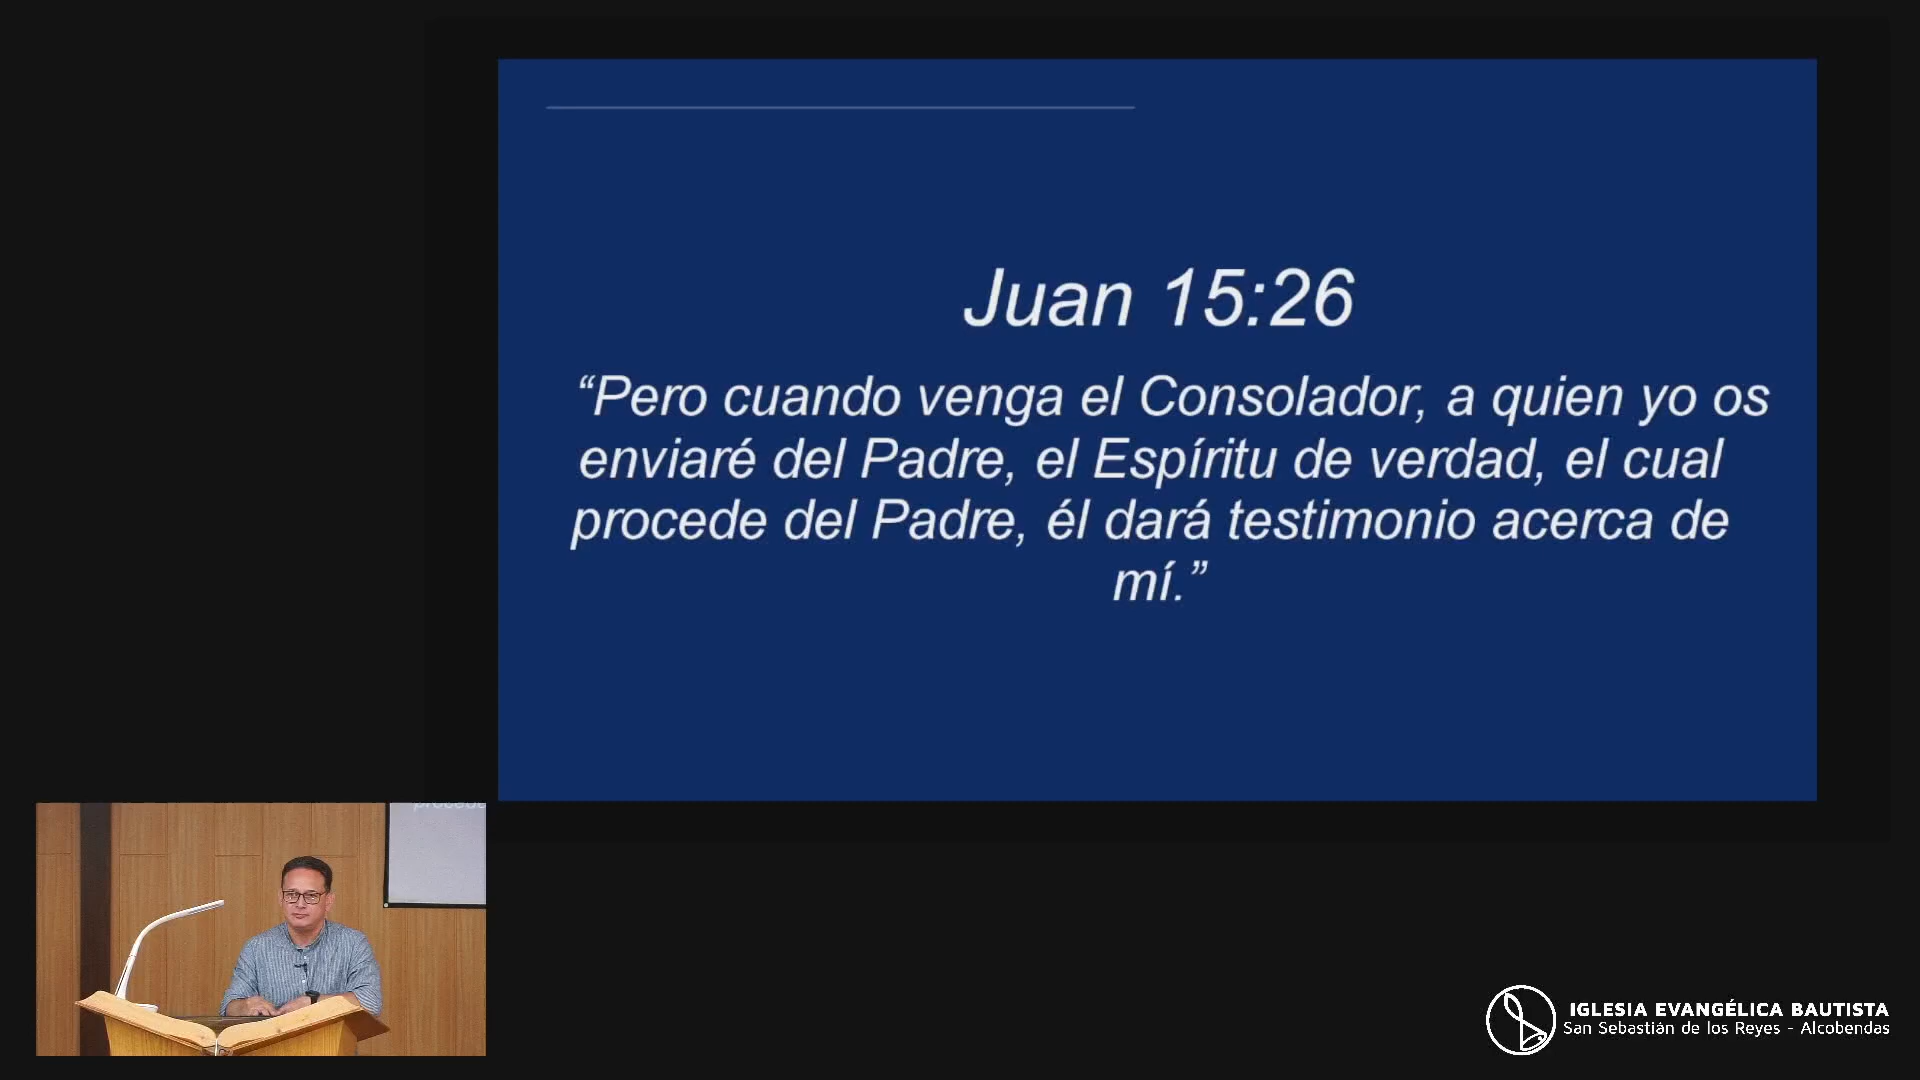 Juan 15:26
“Pero cuando venga el Consolador, a quien yo os
enviaré del Padre, el Espíritu de verdad, el cual
procede del Padre, él dará testimonio acerca de
mí.”
procede
IGLESIA EVANGÉLICA BAUTISTA
San Sebastián de los Reyes - Alcobendas